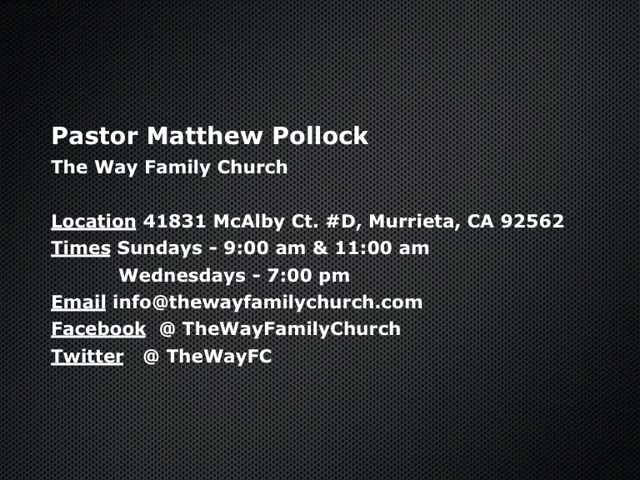 Pastor Matthew Pollock
The Way Family Church
Location 41831 McAlby Ct. #D, Murrieta, CA 92562
Times Sundays - 9:00 am & 11:00 am
Wednesdays - 7:00 pm
Email info@thewayfamilychurch.com
Facebook @ TheWayFamilyChurch
Twitter @ TheWayFC